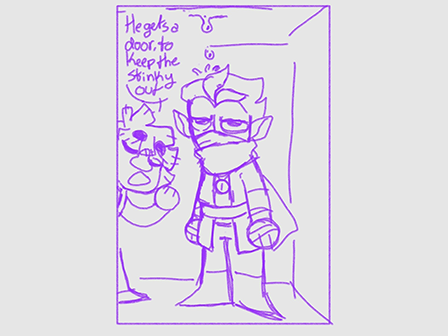 He gets a
door, to
keep the
stinky
out